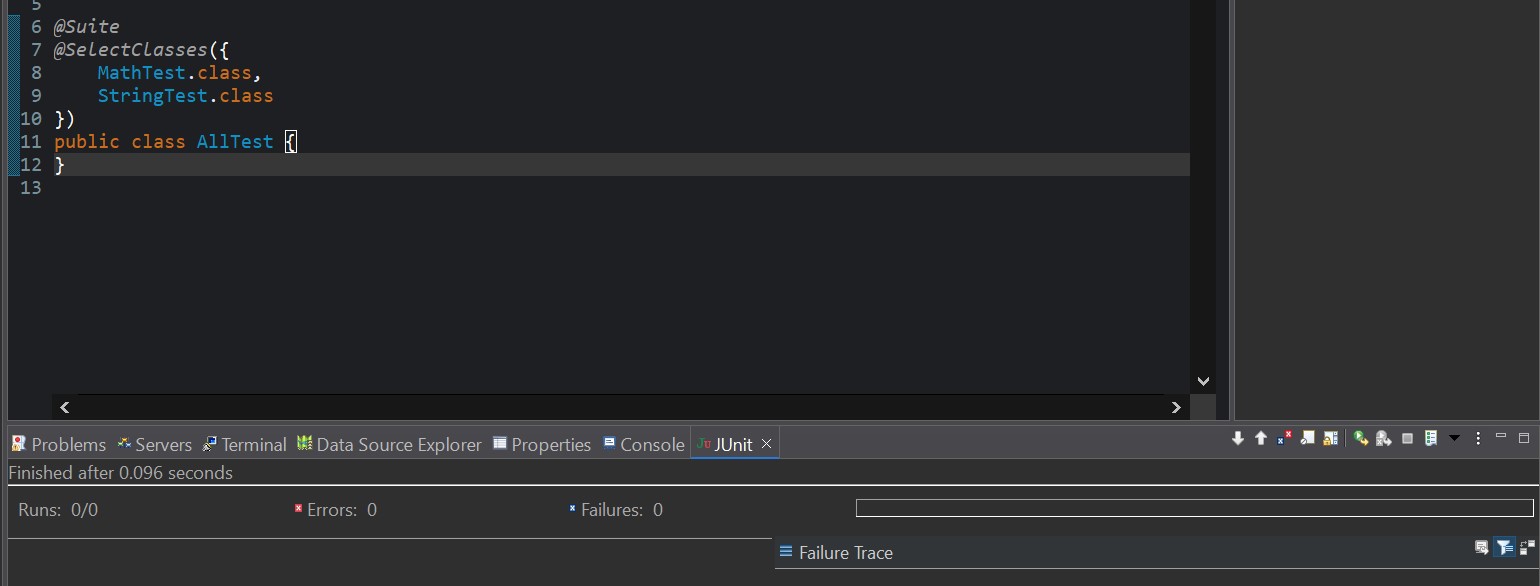 5
6 @Suite
7 @SelectClasses({
8     MathTest.class,
9     StringTest.class
10 })
11 public class AllTest {
12 }
13
Problems Servers Terminal Data Source Explorer Properties Console JUnit
Finished after 0.096 seconds
Runs: 0/0 Errors: 0 Failures: 0
Failure Trace